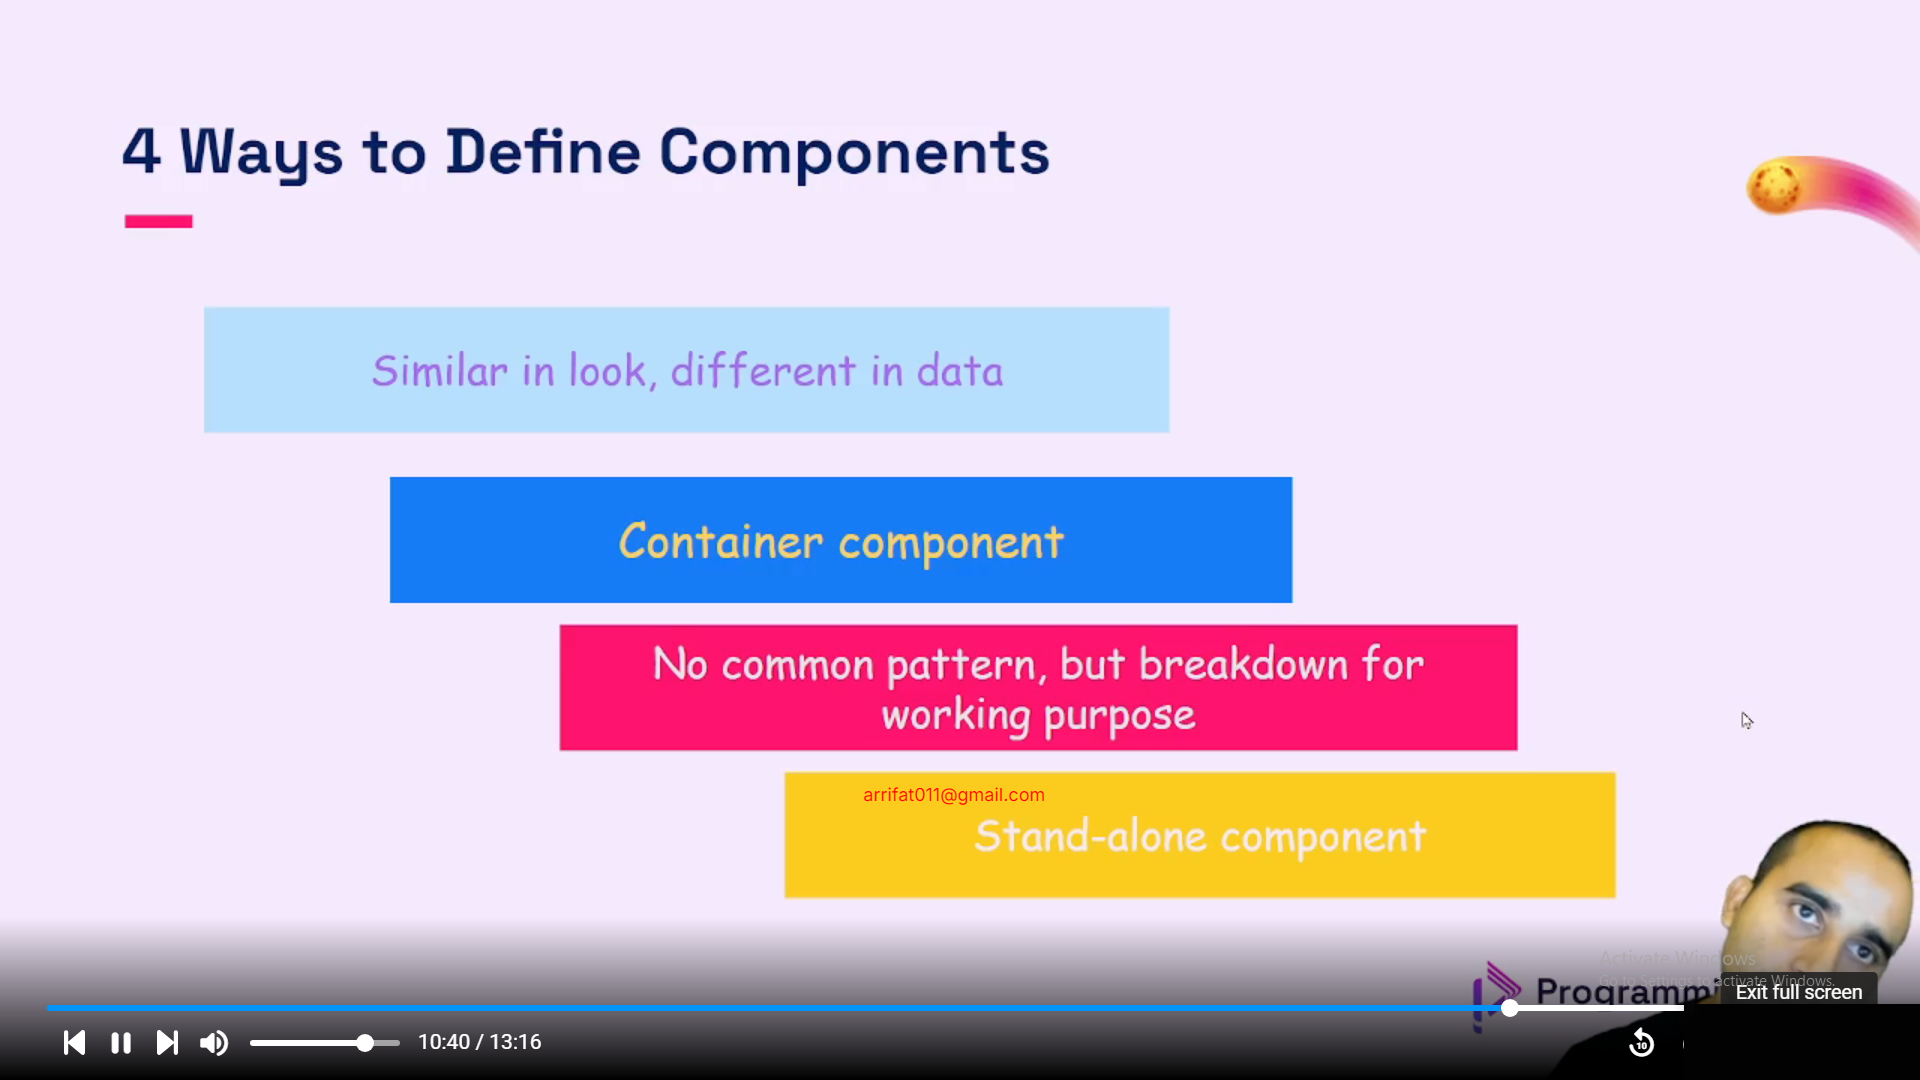 4 Ways to Define Components
Similar in look, different in data
Container component
No common pattern, but breakdown for
working purpose
arrifat011@gmail.com
Stand-alone component
Activate Windows
Go to Settings to activate Windows.
Programm
Exit full screen
10:40 / 13:16
10